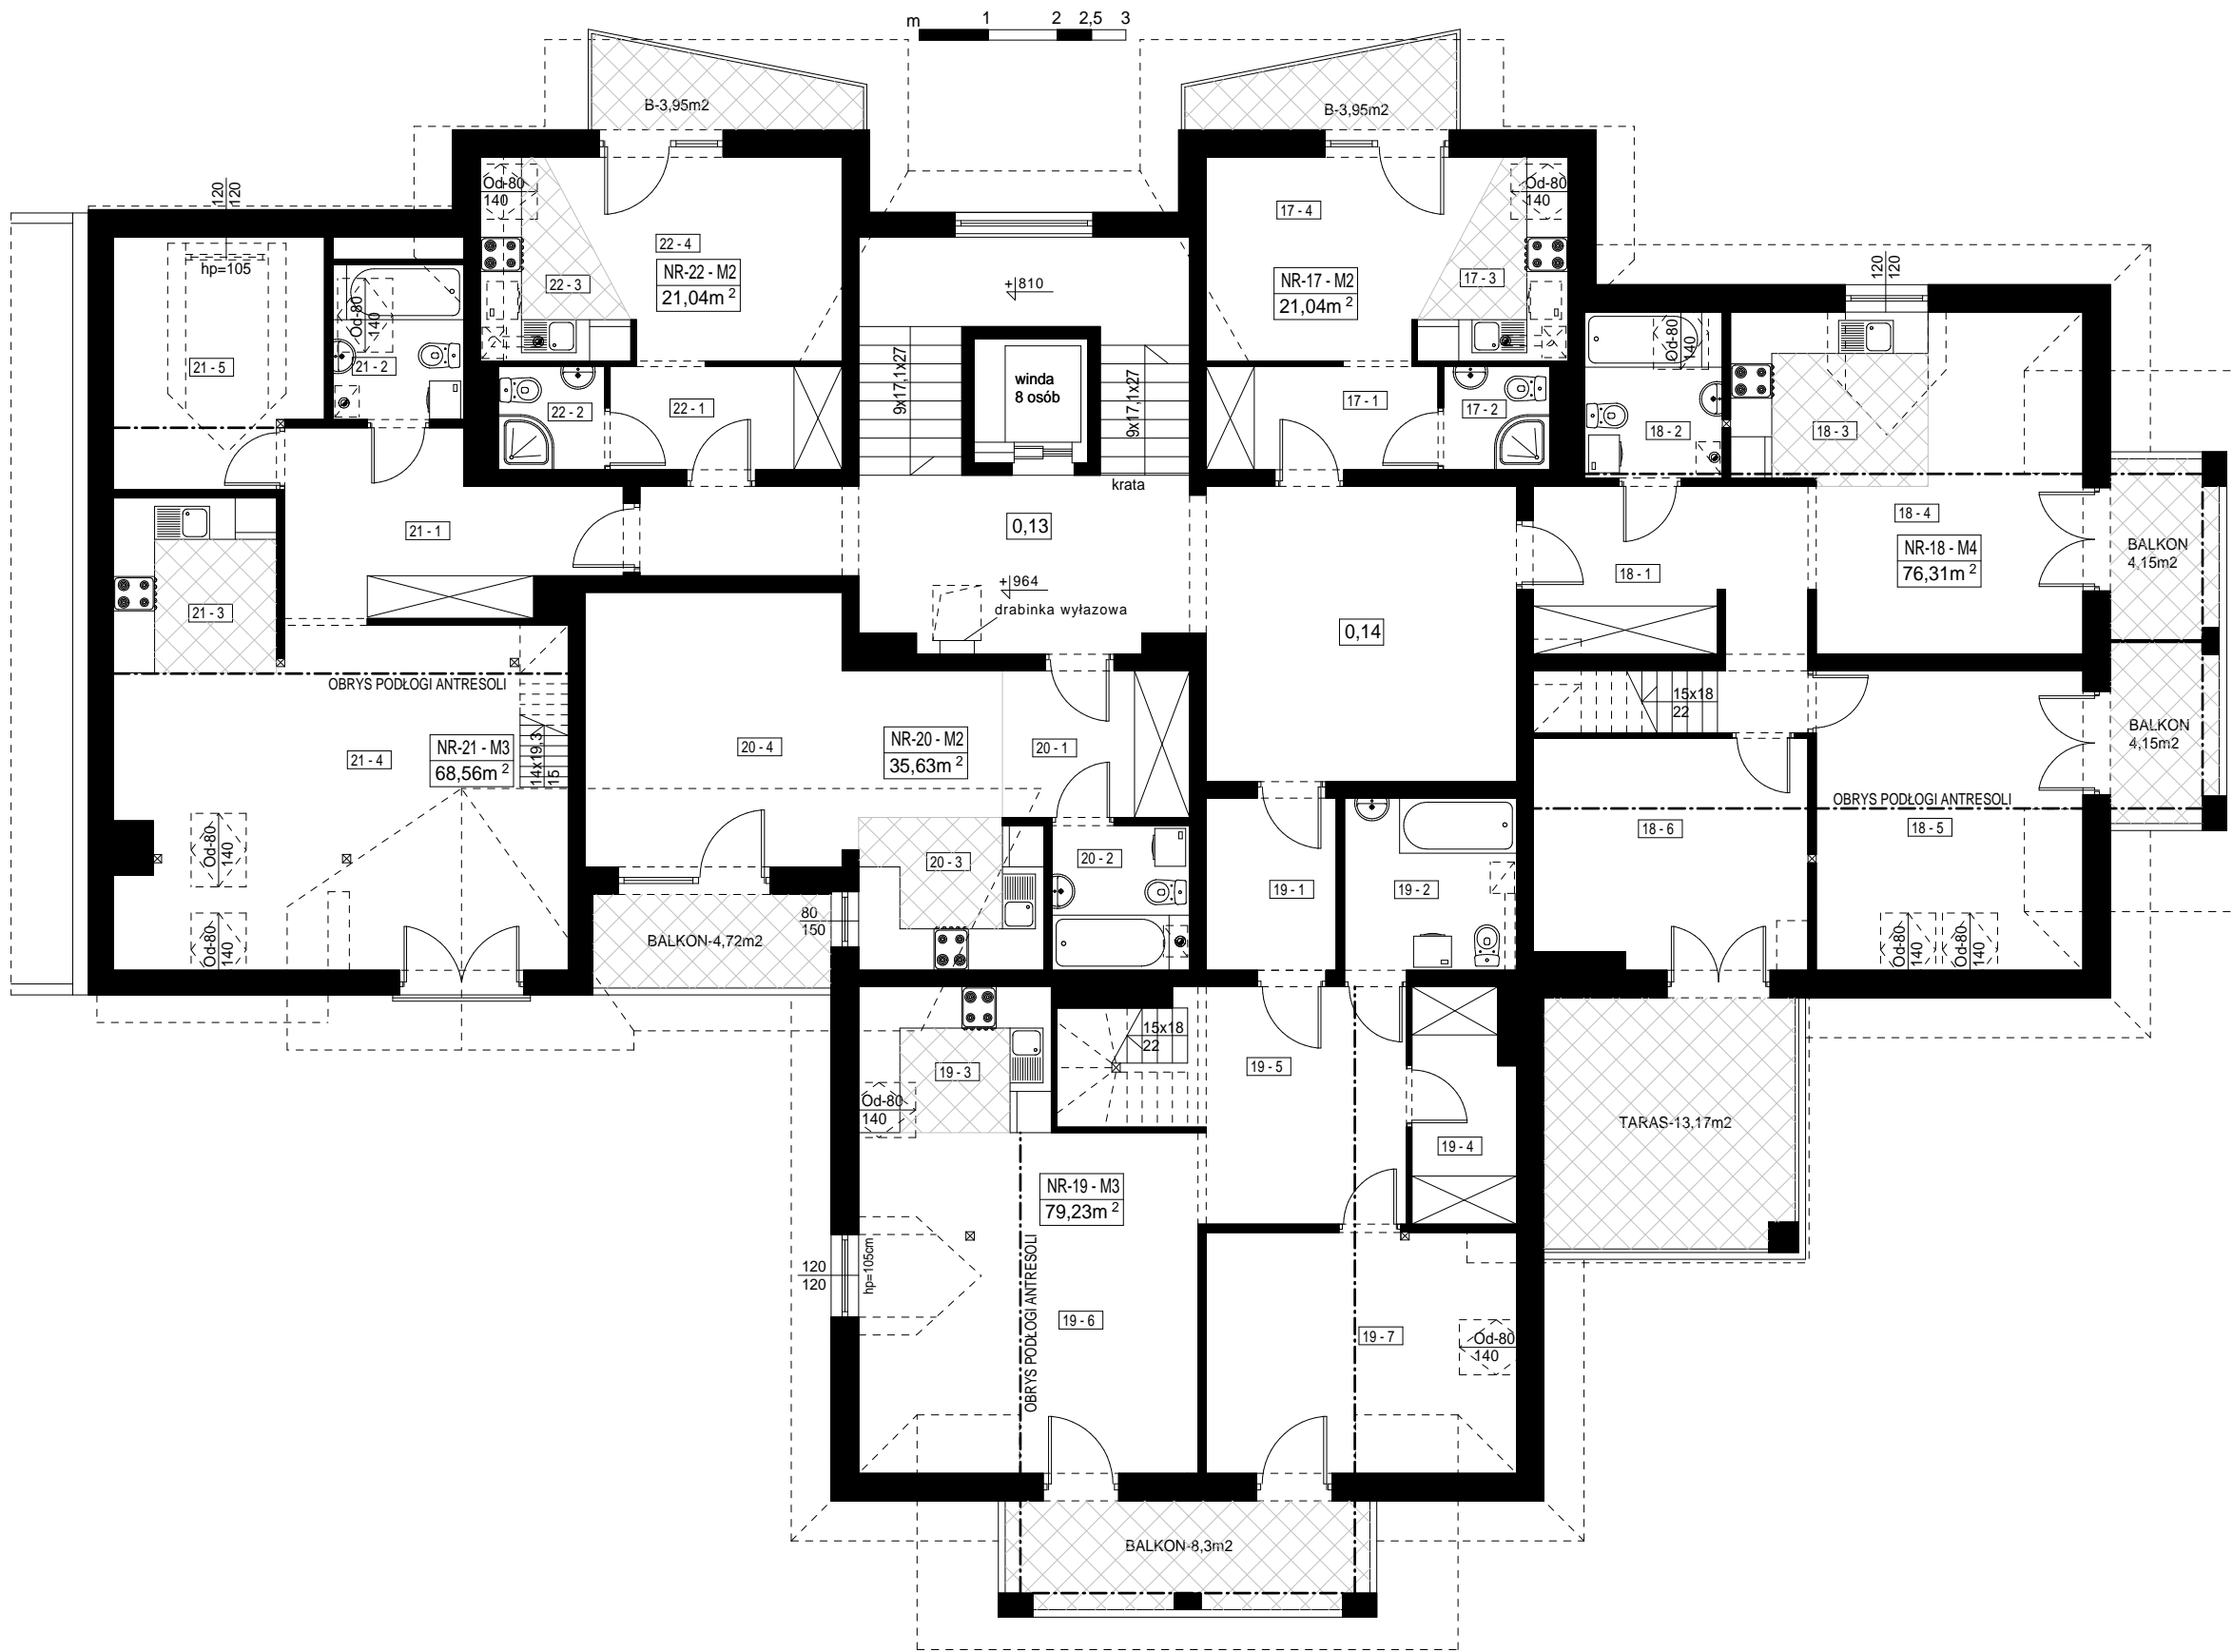 m 1 2 2,5 3
B-3,95m2
B-3,95m2
120
120
Od-80
140
22 - 4
NR-22 - M2
21,04m 2
22 - 3
hp=105
Od-80
140
21 - 5
21 - 2
22 - 2
22 - 1
+810
9x17,1x27
winda
8 osób
9x17,1x27
krata
17 - 4
NR-17 - M2
21,04m 2
Od-80
140
17 - 3
17 - 1
17 - 2
120
120
Od-80
140
18 - 2
18 - 3
18 - 4
NR-18 - M4
76,31m 2
BALKON
4,15m2
21 - 1
21 - 3
0,13
+964
drabinka wyłazowa
0,14
18 - 1
OBRYS PODŁOGI ANTRESOLI
21 - 4
NR-21 - M3
68,56m 2
14x19,3
15
20 - 4
NR-20 - M2
35,63m 2
20 - 1
15x18
22
BALKON
4,15m2
OBRYS PODŁOGI ANTRESOLI
18 - 6
18 - 5
Od-80
140
Od-80
140
20 - 3
20 - 2
19 - 1
19 - 2
80
150
BALKON-4,72m2
Od-80
140
Od-80
140
15x18
22
19 - 3
19 - 5
Od-80
140
TARAS-13,17m2
19 - 4
NR-19 - M3
79,23m 2
120
120
hp=105cm
OBRYS PODŁOGI ANTRESOLI
19 - 6
19 - 7
Od-80
140
BALKON-8,3m2